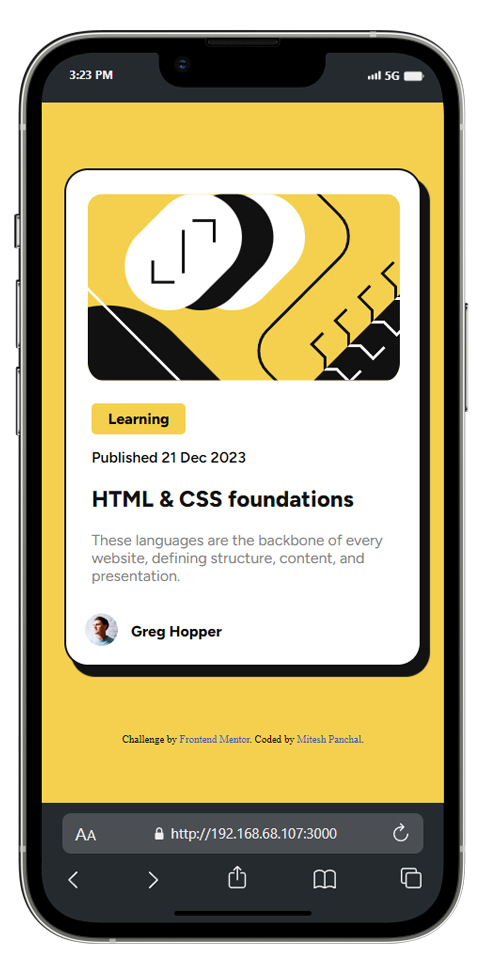 3:23 PM
5G
Learning
Published 21 Dec 2023
HTML & CSS foundations
These languages are the backbone of every
website, defining structure, content, and
presentation.
Greg Hopper
Challenge by Frontend Mentor. Coded by Mitesh Panchal.
AA
http://192.168.68.107:3000